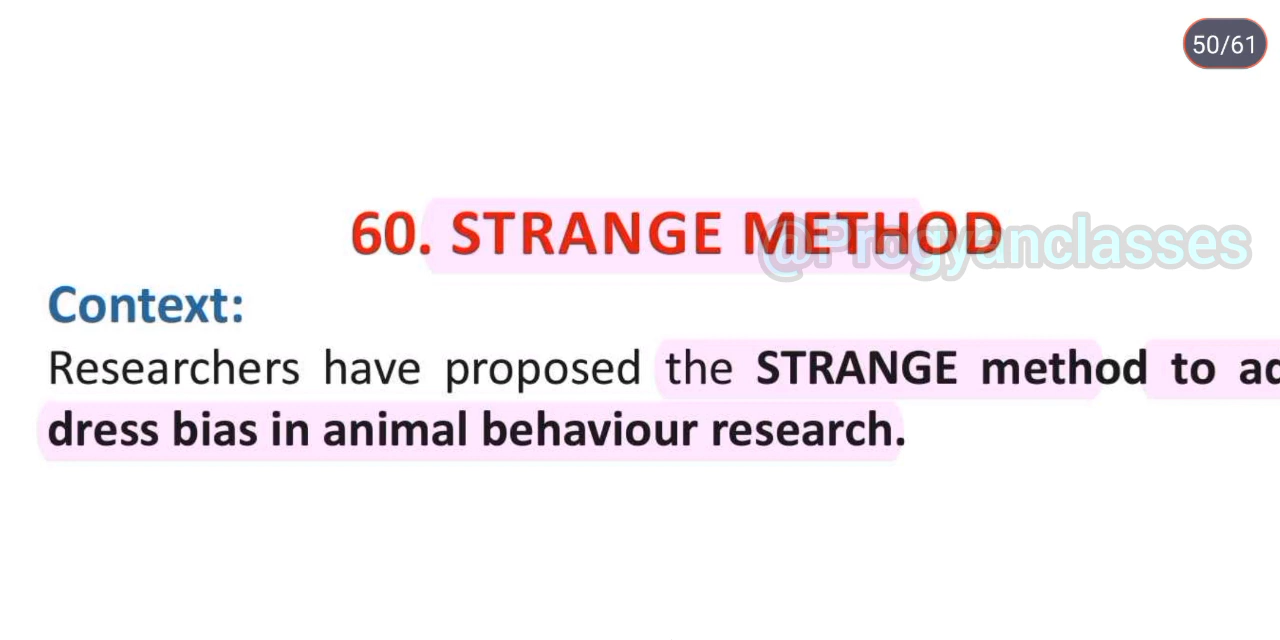 50/61
60. STRANGE METHOD
@Progyanclasses
Context:
Researchers have proposed the STRANGE method to ad
dress bias in animal behaviour research.